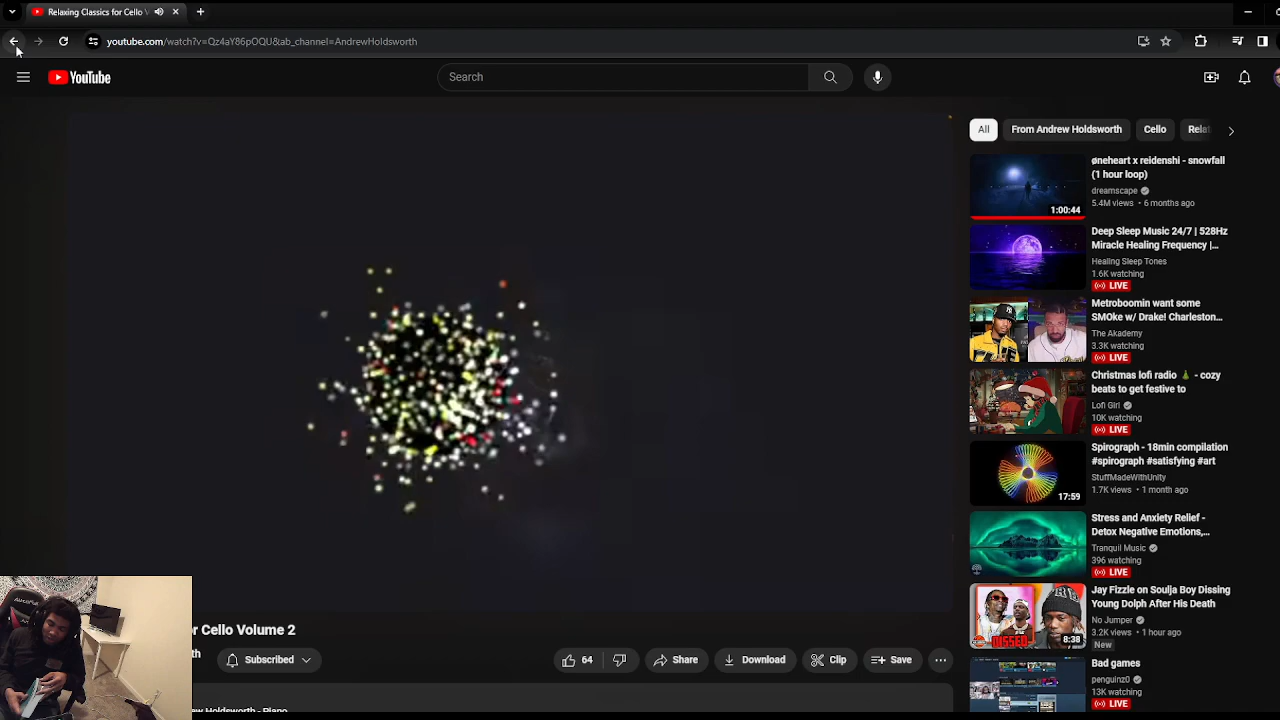 Relaxing Classics for Cello V
youtube.com/watch?v=Qz4aY86pOQU&ab_channel=AndrewHoldsworth
YouTube
Search
All
From Andrew Holdsworth
Cello
Relat
øneheart x reidenshi - snowfall
(1 hour loop)
dreamscape
5.4M views • 6 months ago
1:00:44
Deep Sleep Music 24/7 | 528Hz
Miracle Healing Frequency |...
Healing Sleep Tones
1.6K watching
LIVE
Metroboomin want some
SMOke w/ Drake! Charleston...
The Akademy
3.3K watching
LIVE
Christmas lofi radio 🎄 - cozy
beats to get festive to
Lofi Girl
10K watching
LIVE
Spirograph - 18min compilation
#spirograph #satisfying #art
StuffMadeWithUnity
1.7K views • 1 month ago
17:59
Stress and Anxiety Relief -
Detox Negative Emotions,...
Tranquil Music
396 watching
LIVE
Jay Fizzle on Soulja Boy Dissing
Young Dolph After His Death
No Jumper
3.2K views • 1 hour ago
New
DISSED
8:38
Bad games
penguinz0
13K watching
LIVE
r Cello Volume 2
th
Subscribed
64
Share
Download
Clip
Save
ew Holdsworth - Piano